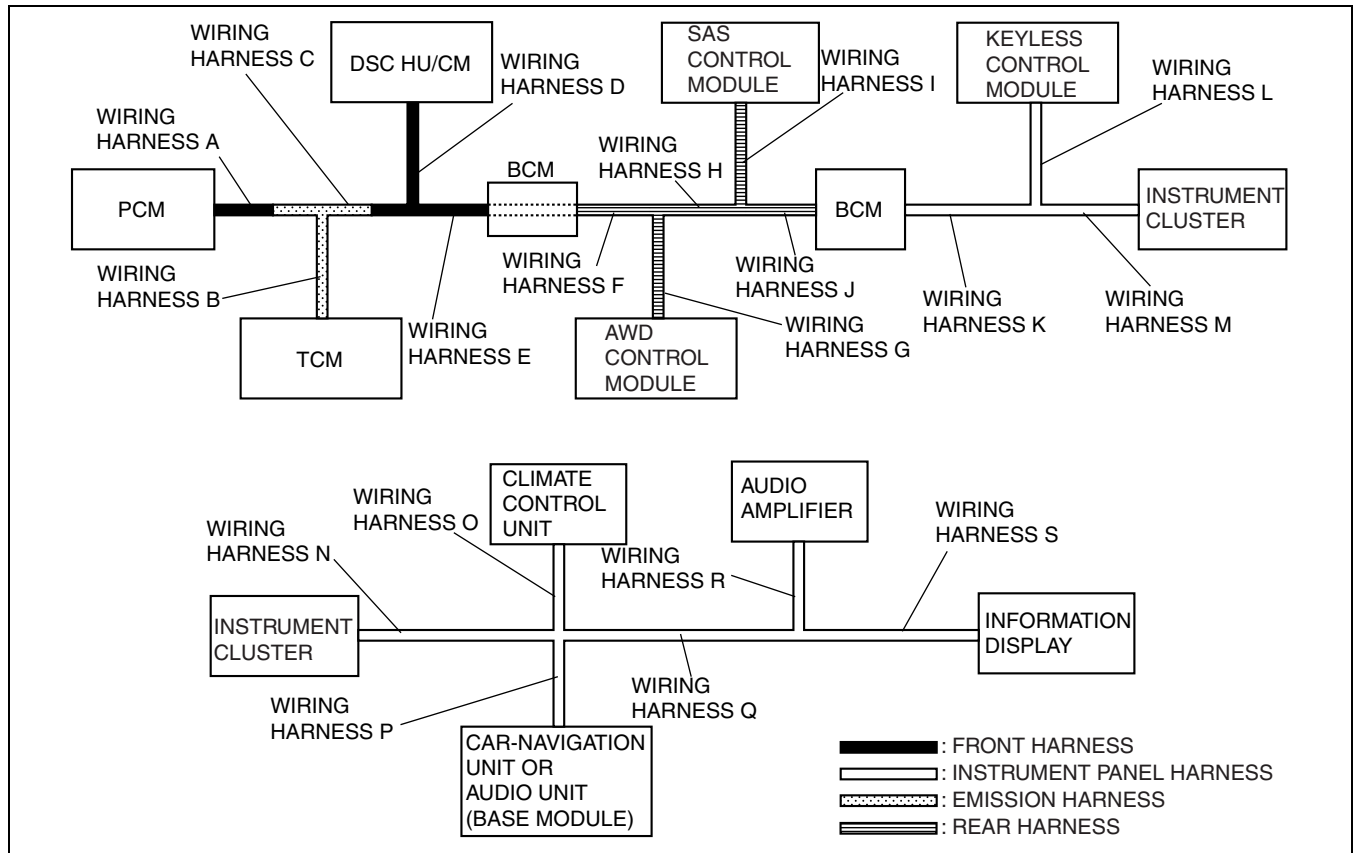 WIRING
HARNESS C
DSC HU/CM
WIRING
HARNESS D
SAS
CONTROL
MODULE
WIRING
HARNESS I
KEYLESS
CONTROL
MODULE
WIRING
HARNESS L
WIRING
HARNESS A
PCM
BCM
WIRING
HARNESS H
BCM
INSTRUMENT
CLUSTER
WIRING
HARNESS B
TCM
WIRING
HARNESS E
WIRING
HARNESS F
AWD
CONTROL
MODULE
WIRING
HARNESS J
WIRING
HARNESS G
WIRING
HARNESS K
WIRING
HARNESS M
WIRING
HARNESS N
WIRING
HARNESS O
CLIMATE
CONTROL
UNIT
AUDIO
AMPLIFIER
WIRING
HARNESS R
WIRING
HARNESS S
INSTRUMENT
CLUSTER
INFORMATION
DISPLAY
WIRING
HARNESS P
WIRING
HARNESS Q
CAR-NAVIGATION
UNIT OR
AUDIO UNIT
(BASE MODULE)
: FRONT HARNESS
: INSTRUMENT PANEL HARNESS
: EMISSION HARNESS
: REAR HARNESS